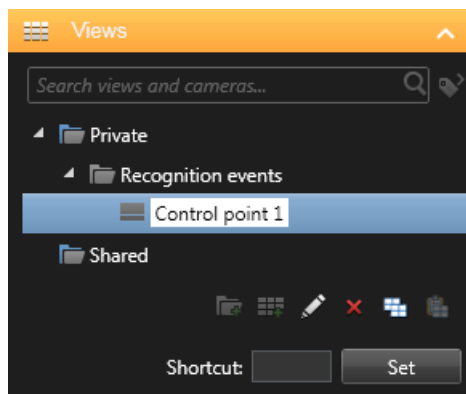 Views
Search views and cameras...
Private
Recognition events
Control point 1
Shared
Shortcut:
Set